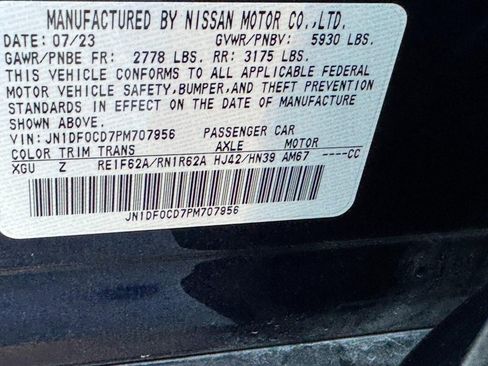 MANUFACTURED BY NISSAN MOTOR CO.,LTD.
DATE: 07/23 GVWR/PNBV: 5930 LBS.
GAWR/PNBE FR: 2778 LBS. RR: 3175 LBS.
THIS VEHICLE CONFORMS TO ALL APPLICABLE FEDERAL
MOTOR VEHICLE SAFETY,BUMPER,AND THEFT PREVENTION
STANDARDS IN EFFECT ON THE DATE OF MANUFACTURE
SHOWN ABOVE.
VIN: JN1DF0CD7PM707956 PASSENGER CAR
COLOR TRIM TRANS AXLE MOTOR
XGU Z RE1F62A/RN1R62A HJ42/HN39 AM67 ----CC
JN1DF0CD7PM707956